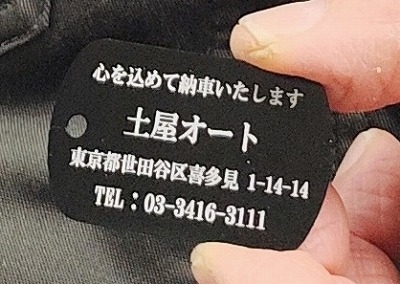 心を込めて納車いたします
土屋オート
東京都世田谷区喜多見 1-14-14
TEL：03-3416-3111